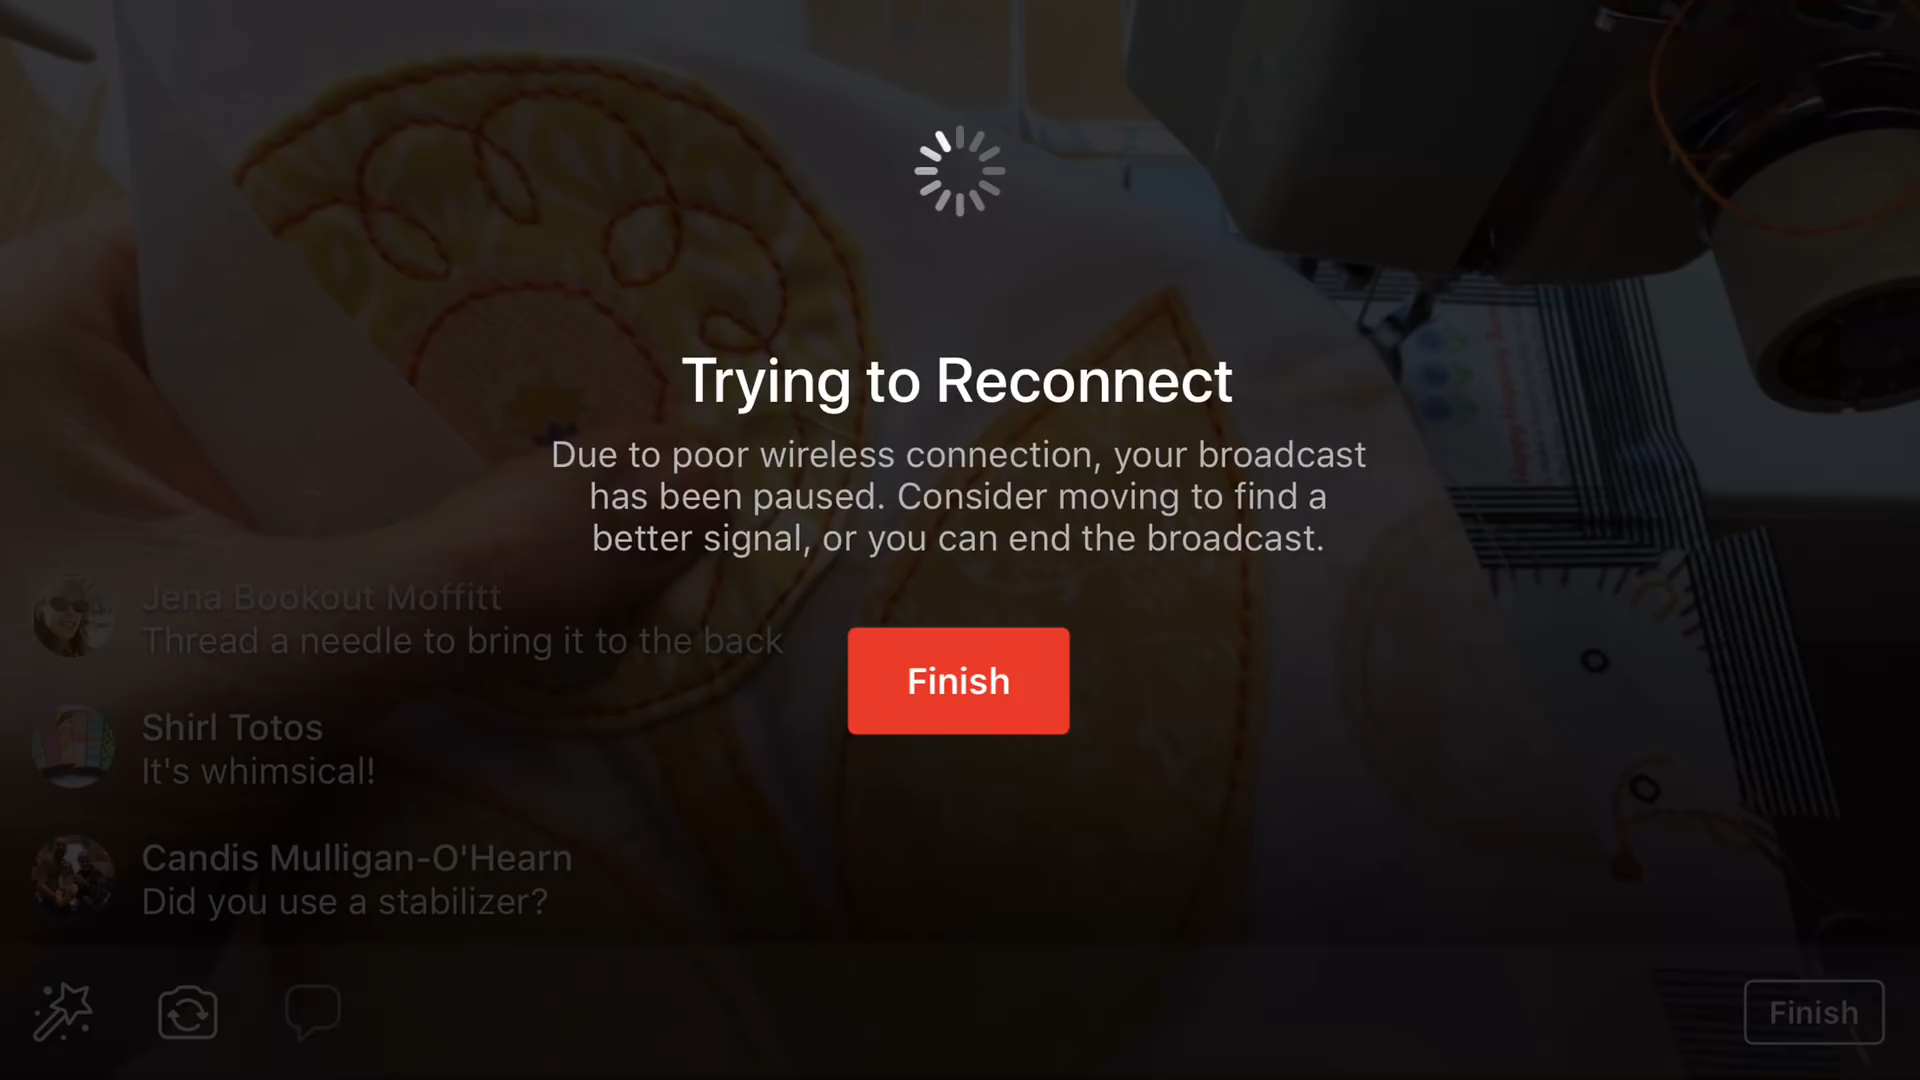 Trying to Reconnect
Due to poor wireless connection, your broadcast
has been paused. Consider moving to find a
better signal, or you can end the broadcast.
Finish
Jena Bookout Moffitt
Thread a needle to bring it to the back
Shirl Totos
It's whimsical!
Candis Mulligan-O'Hearn
Did you use a stabilizer?
Finish